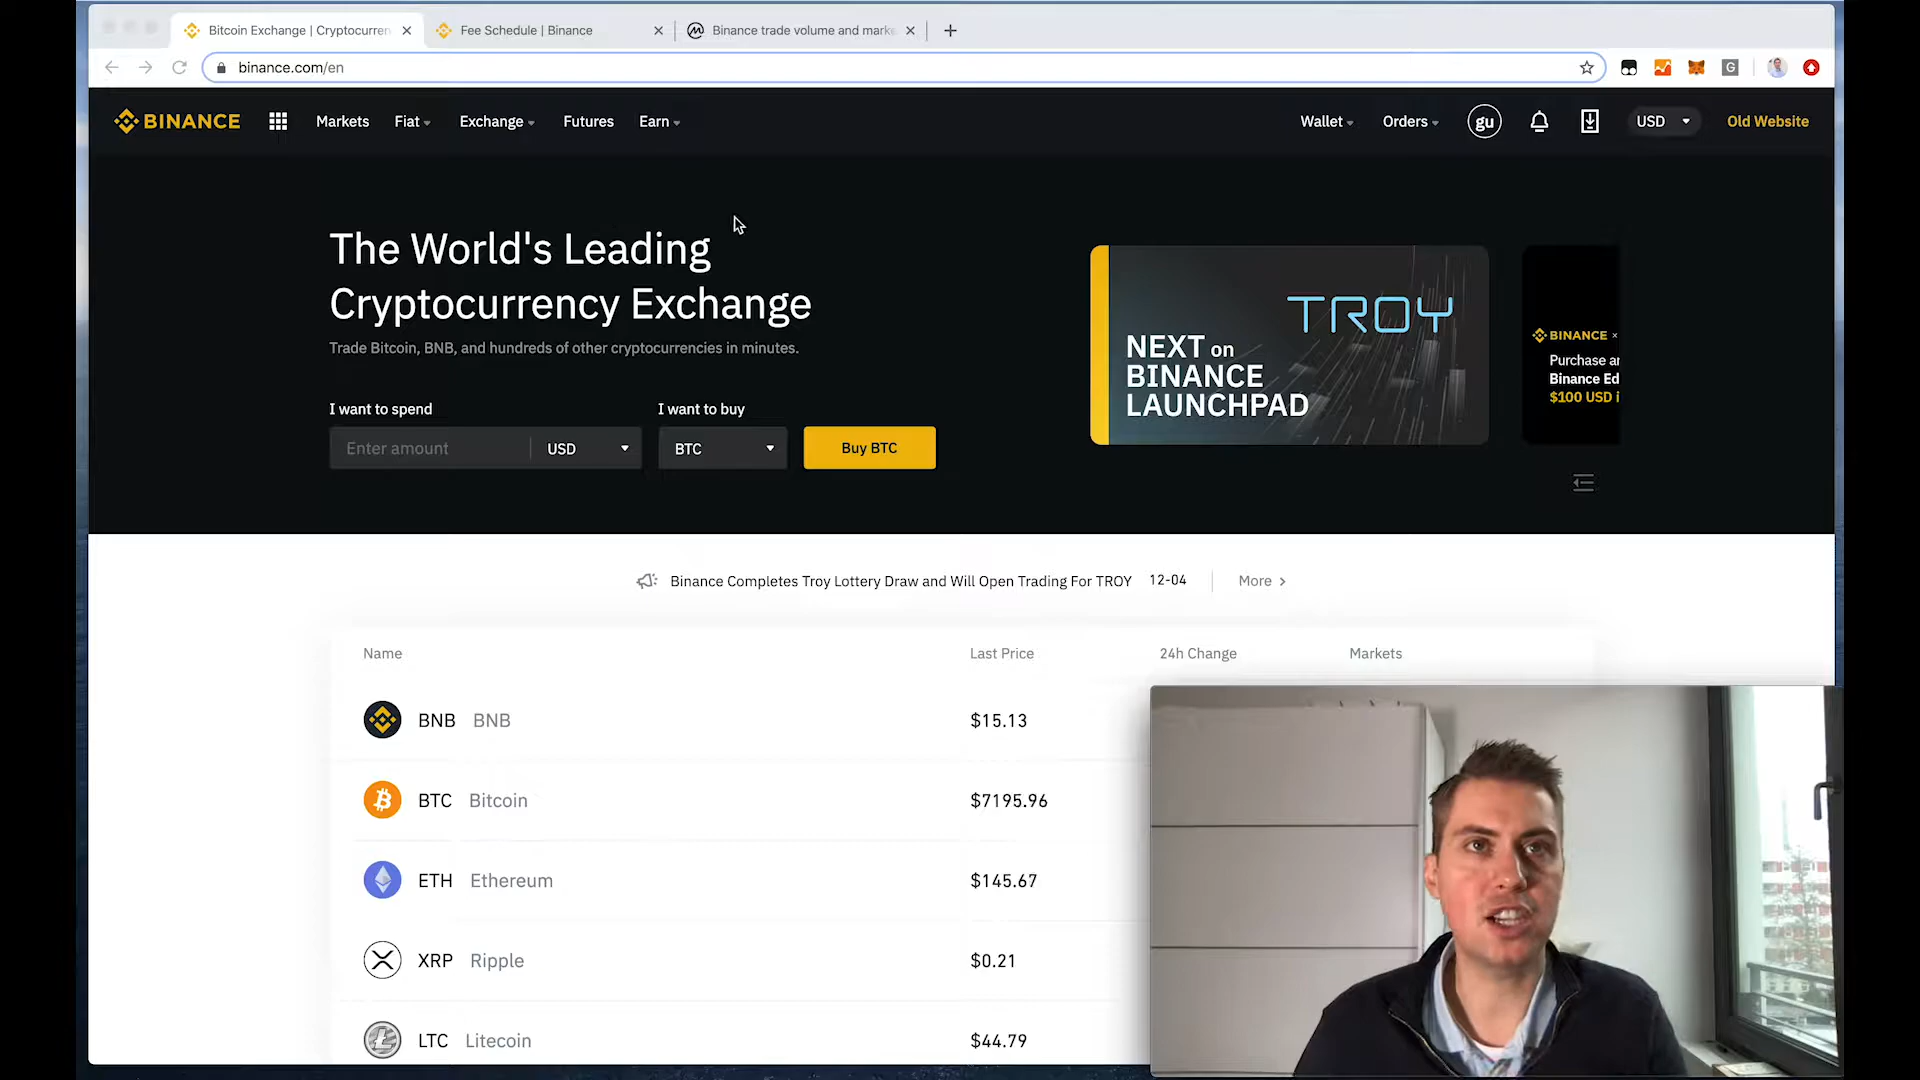 Bitcoin Exchange | Cryptocurren
Fee Schedule | Binance
Binance trade volume and marke
binance.com/en
G
BINANCE
Markets
Fiat
Exchange
Futures
Earn
Wallet
Orders
gu
USD
Old Website
The World's Leading
Cryptocurrency Exchange
Trade Bitcoin, BNB, and hundreds of other cryptocurrencies in minutes.
I want to spend
I want to buy
Enter amount
USD
BTC
Buy BTC
TROY
NEXT on
BINANCE
LAUNCHPAD
BINANCE ×
Purchase an
Binance Ed
$100 USD i
Binance Completes Troy Lottery Draw and Will Open Trading For TROY 12-04
More
Name Last Price 24h Change Markets
BNB BNB $15.13
BTC Bitcoin $7195.96
ETH Ethereum $145.67
XRP Ripple $0.21
LTC Litecoin $44.79